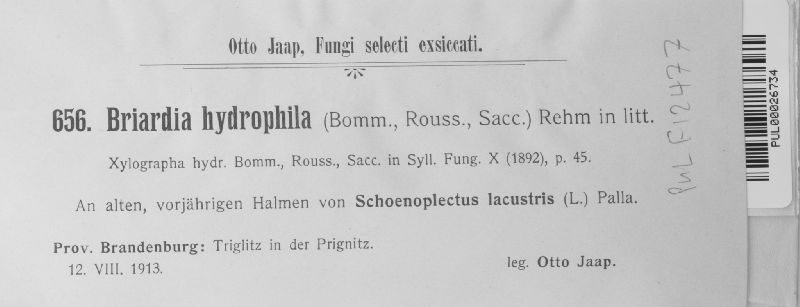 Otto Jaap, Fungi selecti exsiccati.
656. Briardia hydrophila (Bomm., Rouss., Sacc.) Rehm in litt.
Xylographa hydr. Bomm., Rouss., Sacc. in Syll. Fung. X (1892), p. 45.
An alten, vorjährigen Halmen von Schoenoplectus lacustris (L.) Palla.
Prov. Brandenburg: Triglitz in der Prignitz.
12. VIII. 1913.
leg. Otto Jaap.
PUL F12477
PUL00026734